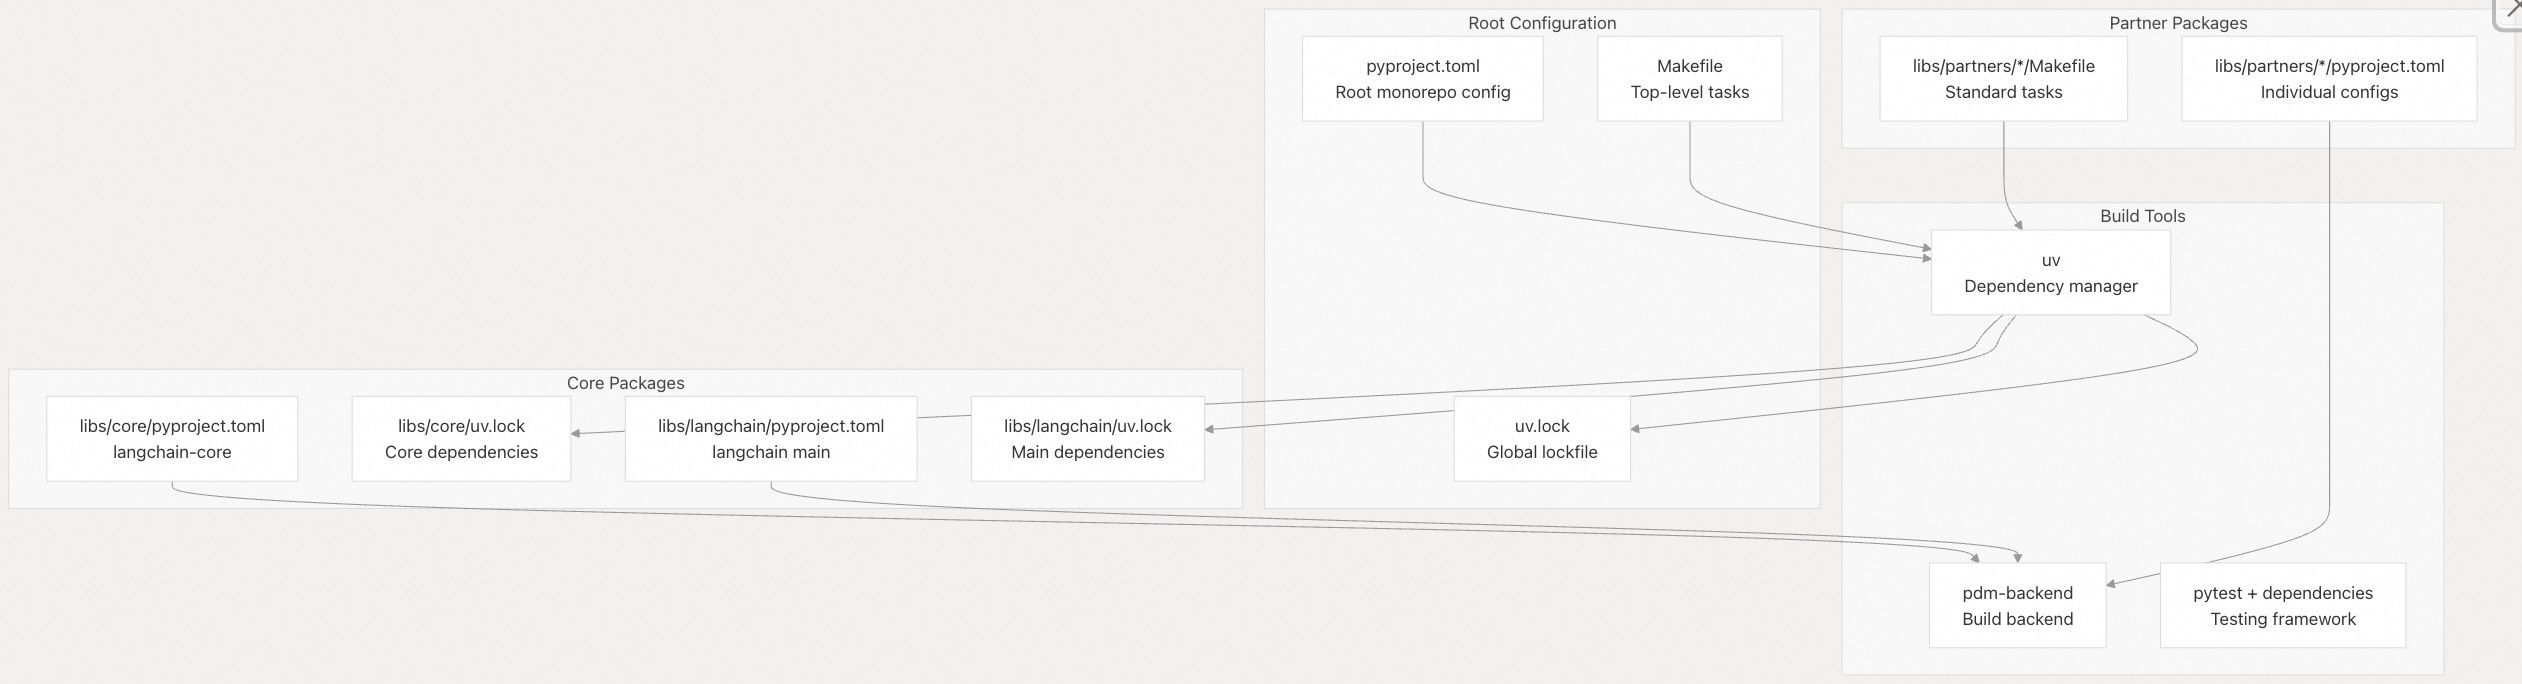 Root Configuration
pyproject.toml
Root monorepo config
Makefile
Top-level tasks
Partner Packages
libs/partners/*/Makefile
Standard tasks
libs/partners/*/pyproject.toml
Individual configs
Build Tools
uv
Dependency manager
Core Packages
libs/core/pyproject.toml
langchain-core
libs/core/uv.lock
Core dependencies
libs/langchain/pyproject.toml
langchain main
libs/langchain/uv.lock
Main dependencies
uv.lock
Global lockfile
pdm-backend
Build backend
pytest + dependencies
Testing framework